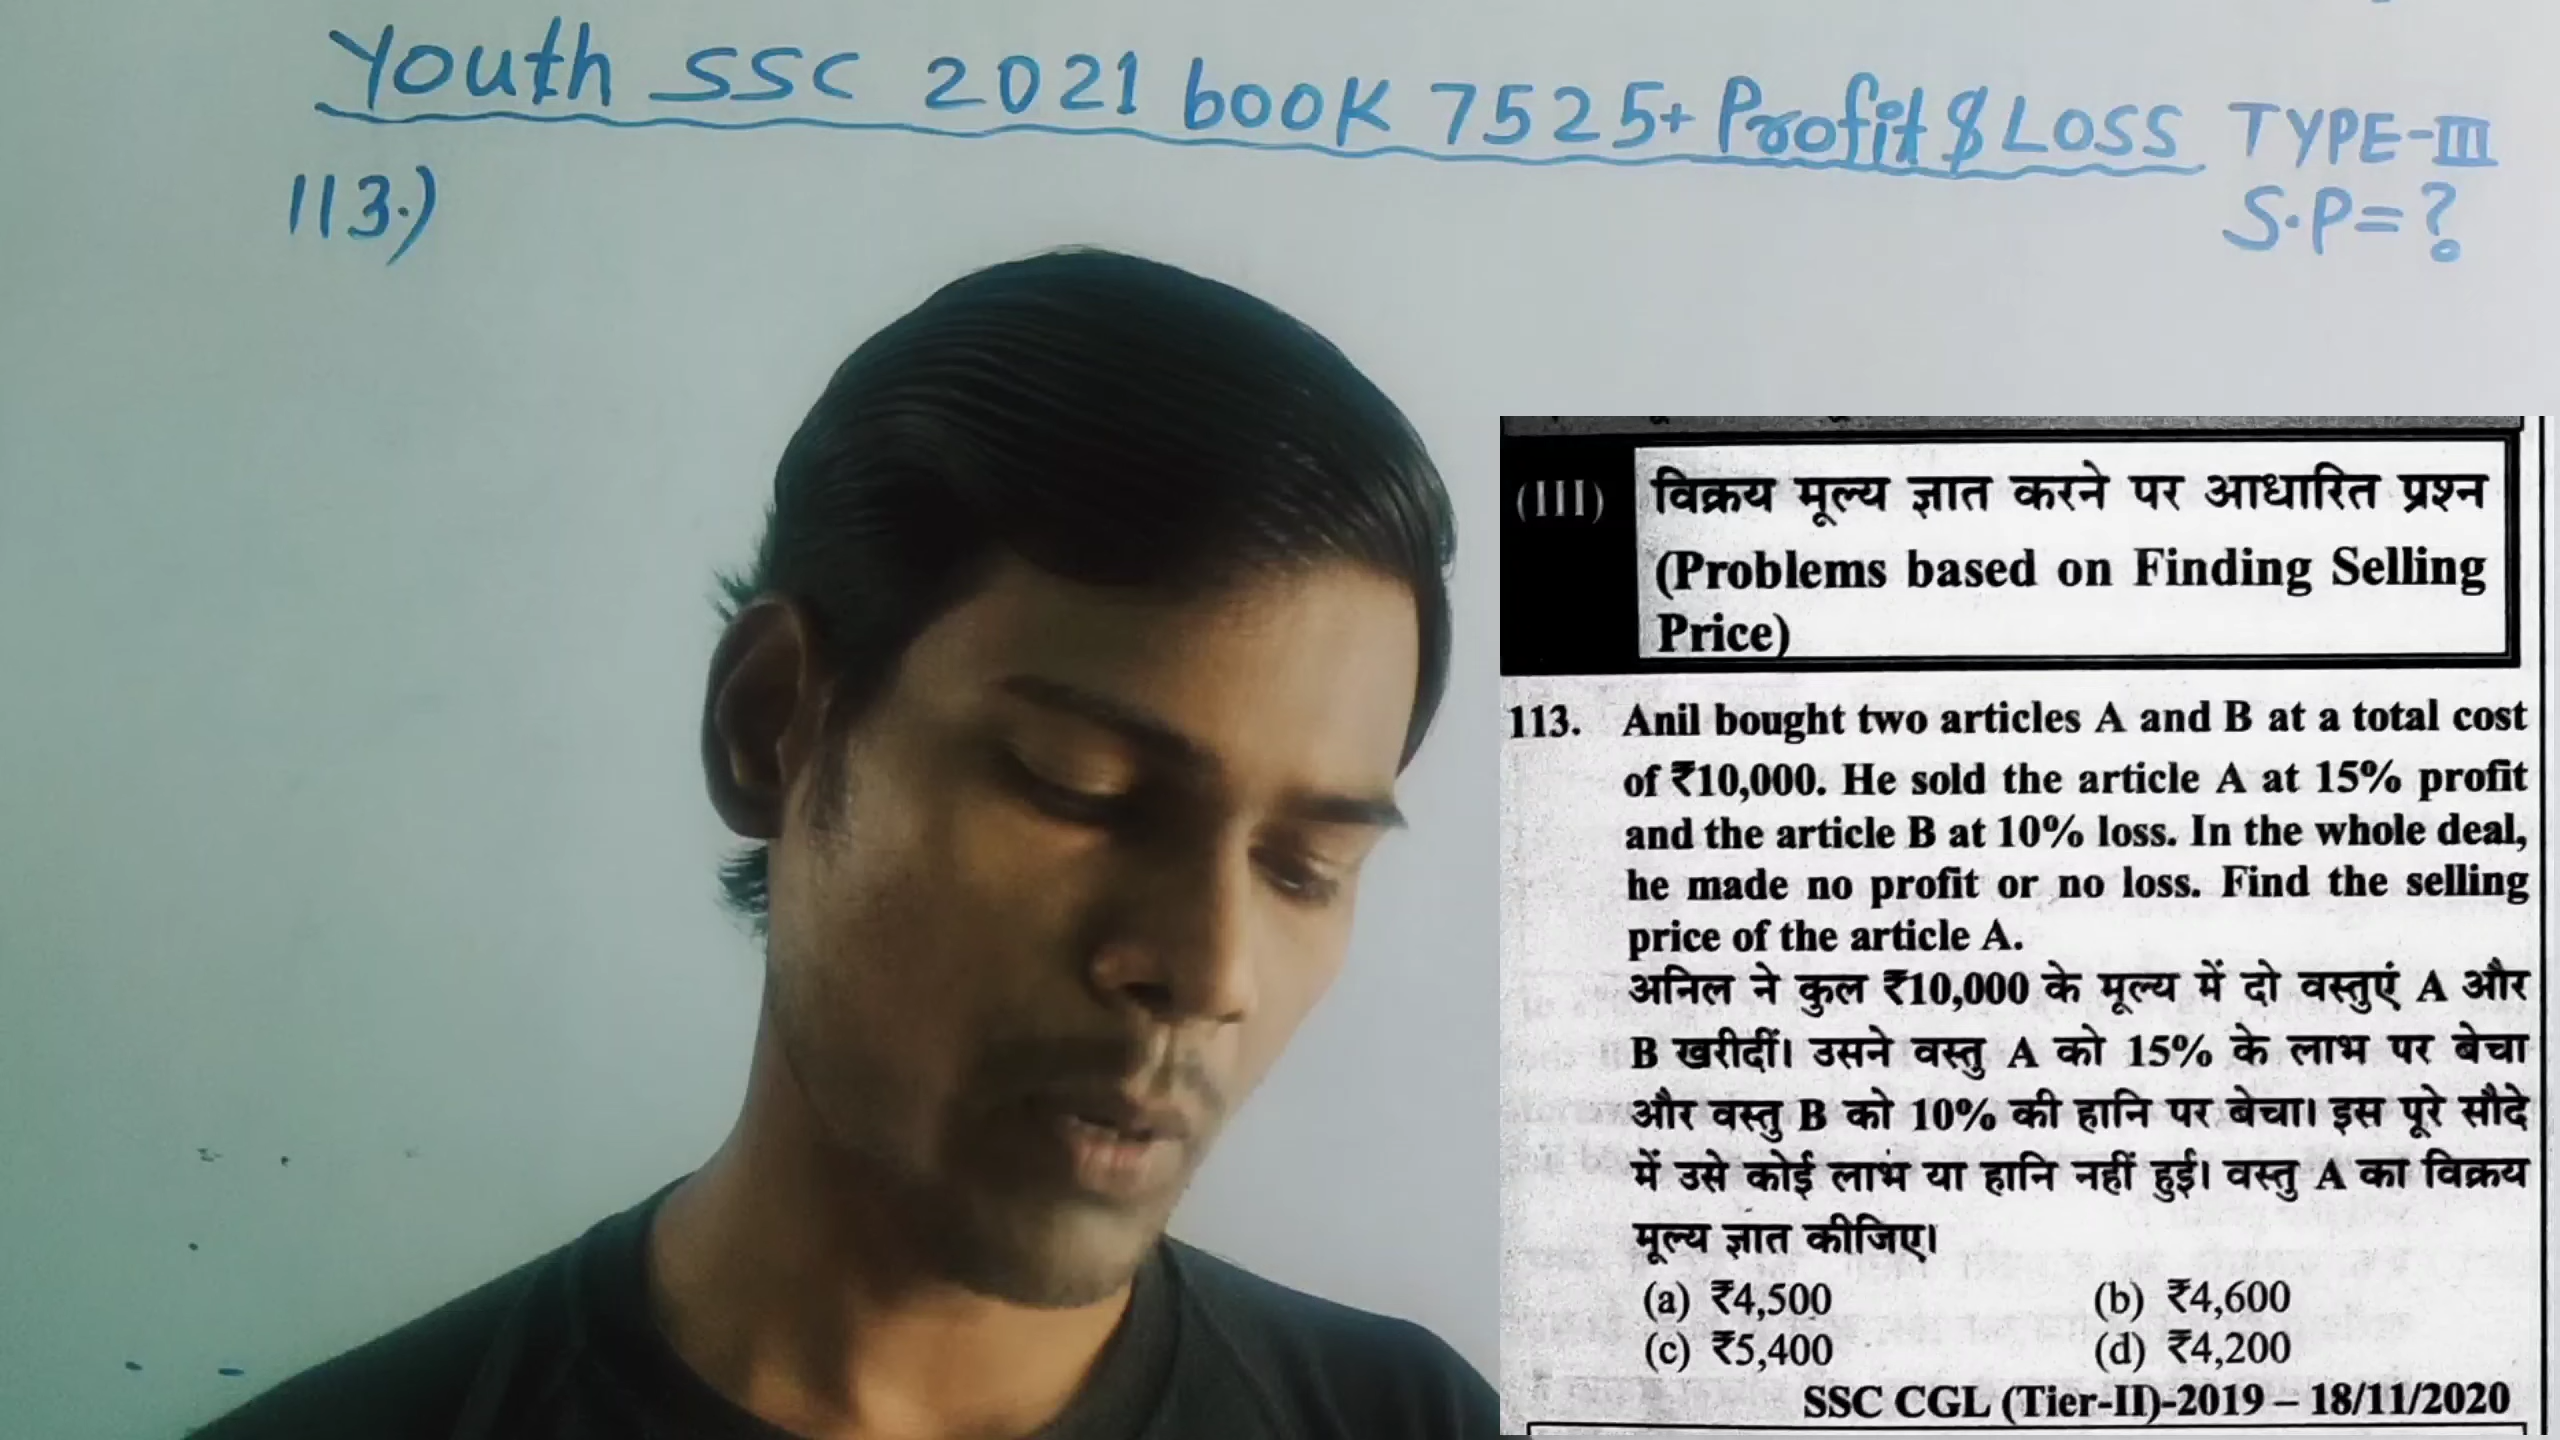 Youth SSC 2021 book 7525+ Profit & LOSS TYPE-III
113.) S.P=?
(III) विक्रय मूल्य ज्ञात करने पर आधारित प्रश्न
(Problems based on Finding Selling
Price)
113. Anil bought two articles A and B at a total cost
of ₹10,000. He sold the article A at 15% profit
and the article B at 10% loss. In the whole deal,
he made no profit or no loss. Find the selling
price of the article A.
अनिल ने कुल ₹10,000 के मूल्य में दो वस्तुएं A और
B खरीदीं। उसने वस्तु A को 15% के लाभ पर बेचा
और वस्तु B को 10% की हानि पर बेचा। इस पूरे सौदे
में उसे कोई लाभ या हानि नहीं हुई। वस्तु A का विक्रय
मूल्य ज्ञात कीजिए।
(a) ₹4,500 (b) ₹4,600
(c) ₹5,400 (d) ₹4,200
SSC CGL (Tier-II)-2019 – 18/11/2020